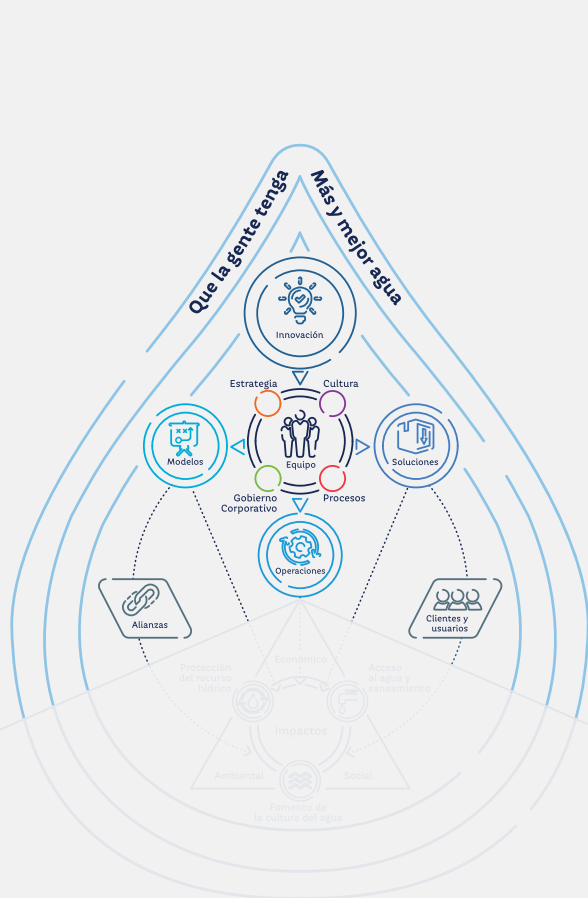 Que la gente tenga
Más y mejor agua
Innovación
Estrategia
Cultura
Modelos
Equipo
Soluciones
Gobierno
Corporativo
Procesos
Operaciones
Alianzas
Clientes y
usuarios
Económico
Protección
del recurso
hídrico
Acceso
al agua y
saneamiento
Impactos
Ambiental
Social
Fomento de
la cultura del agua